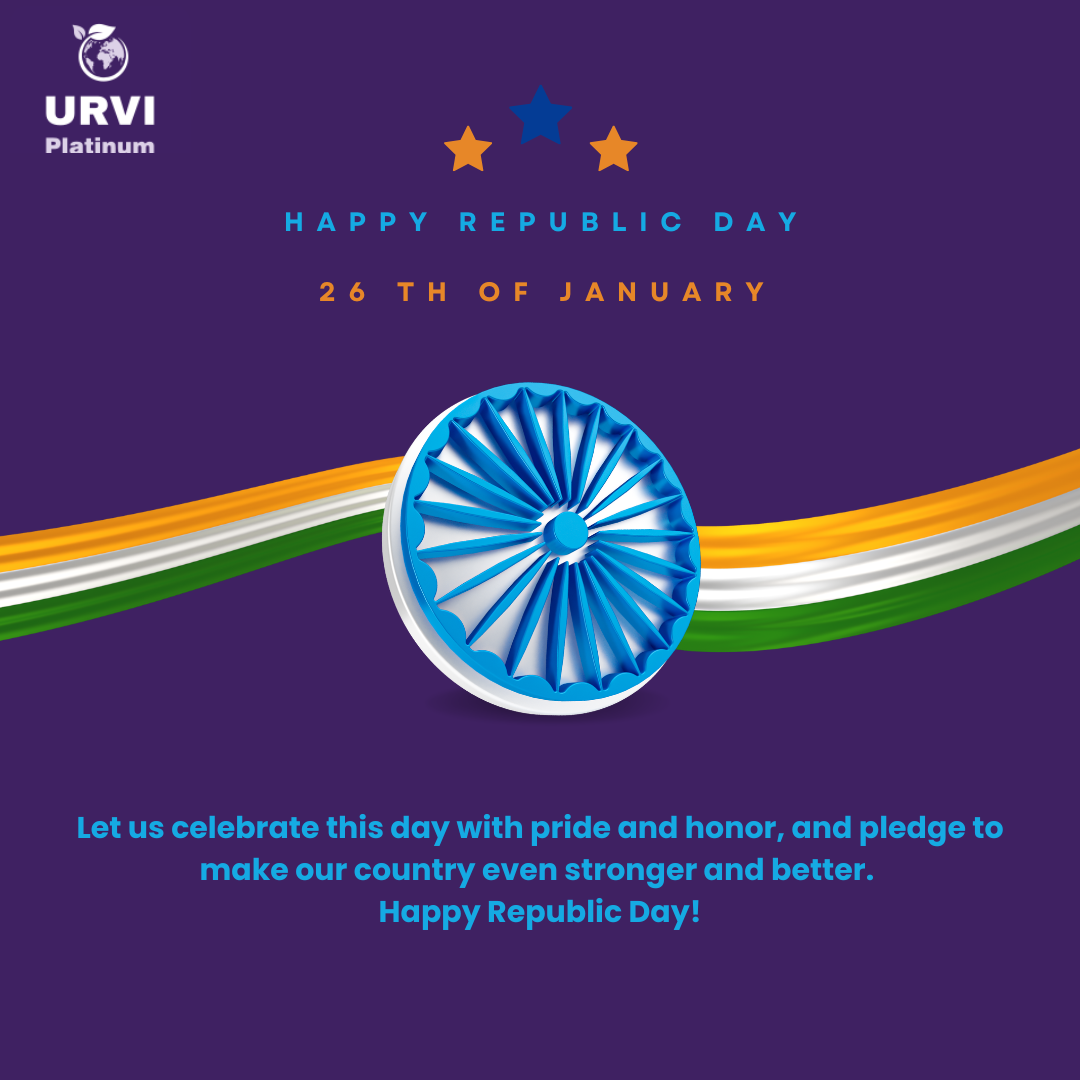 URVI
Platinum
HAPPY REPUBLIC DAY
26 TH OF JANUARY
Let us celebrate this day with pride and honor, and pledge to
make our country even stronger and better.
Happy Republic Day!